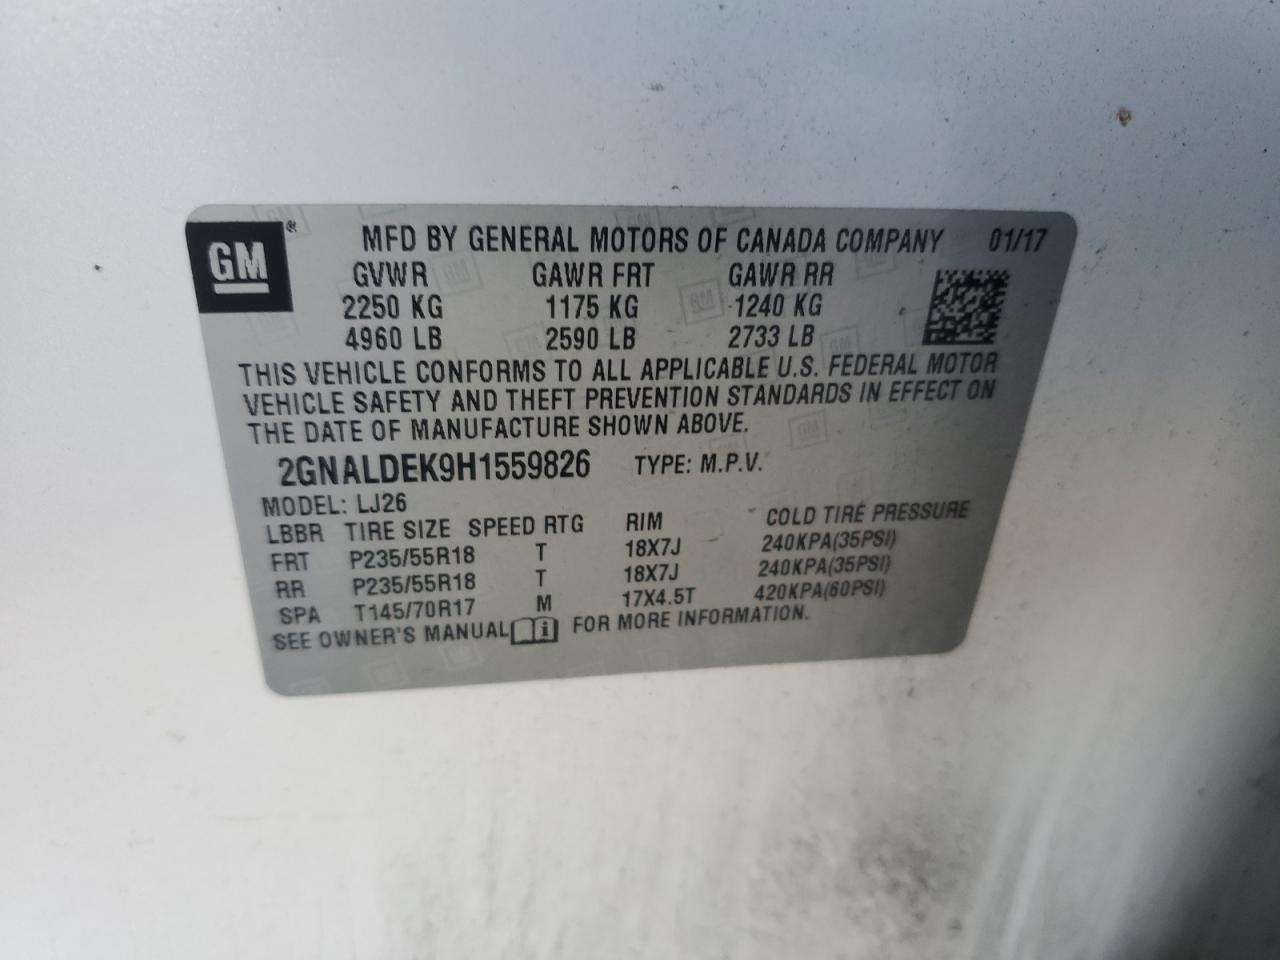 GM®
MFD BY GENERAL MOTORS OF CANADA COMPANY 01/17
GVWR GAWR FRT GAWR RR
2250 KG 1175 KG 1240 KG
4960 LB 2590 LB 2733 LB
THIS VEHICLE CONFORMS TO ALL APPLICABLE U.S. FEDERAL MOTOR
VEHICLE SAFETY AND THEFT PREVENTION STANDARDS IN EFFECT ON
THE DATE OF MANUFACTURE SHOWN ABOVE.
2GNALDEK9H1559826 TYPE: M.P.V.
MODEL: LJ26
LBBR TIRE SIZE SPEED RTG RIM COLD TIRE PRESSURE
FRT P235/55R18 T 18X7J 240KPA(35PSI)
RR P235/55R18 T 18X7J 240KPA(35PSI)
SPA T145/70R17 M 17X4.5T 420KPA(60PSI)
SEE OWNER'S MANUAL FOR MORE INFORMATION.